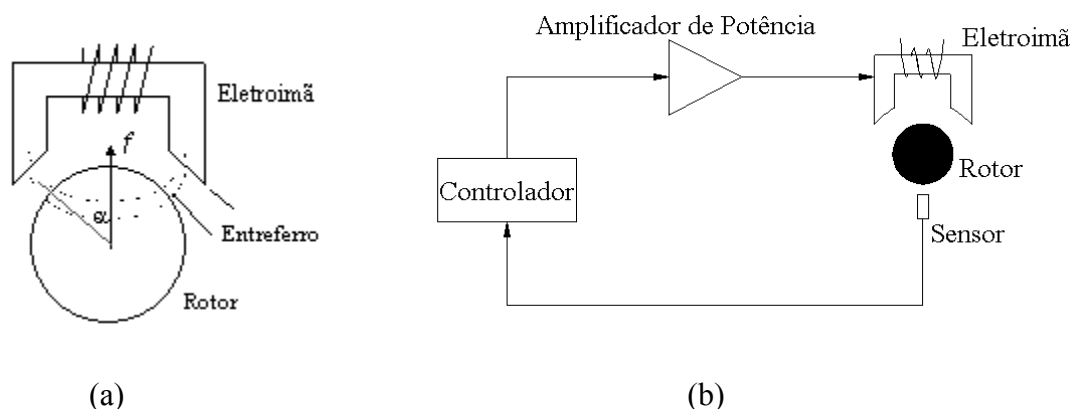 Eletroimã
f
α
Entreferro
Rotor
(a)
Amplificador de Potência
Eletroimã
Controlador
Rotor
Sensor
(b)